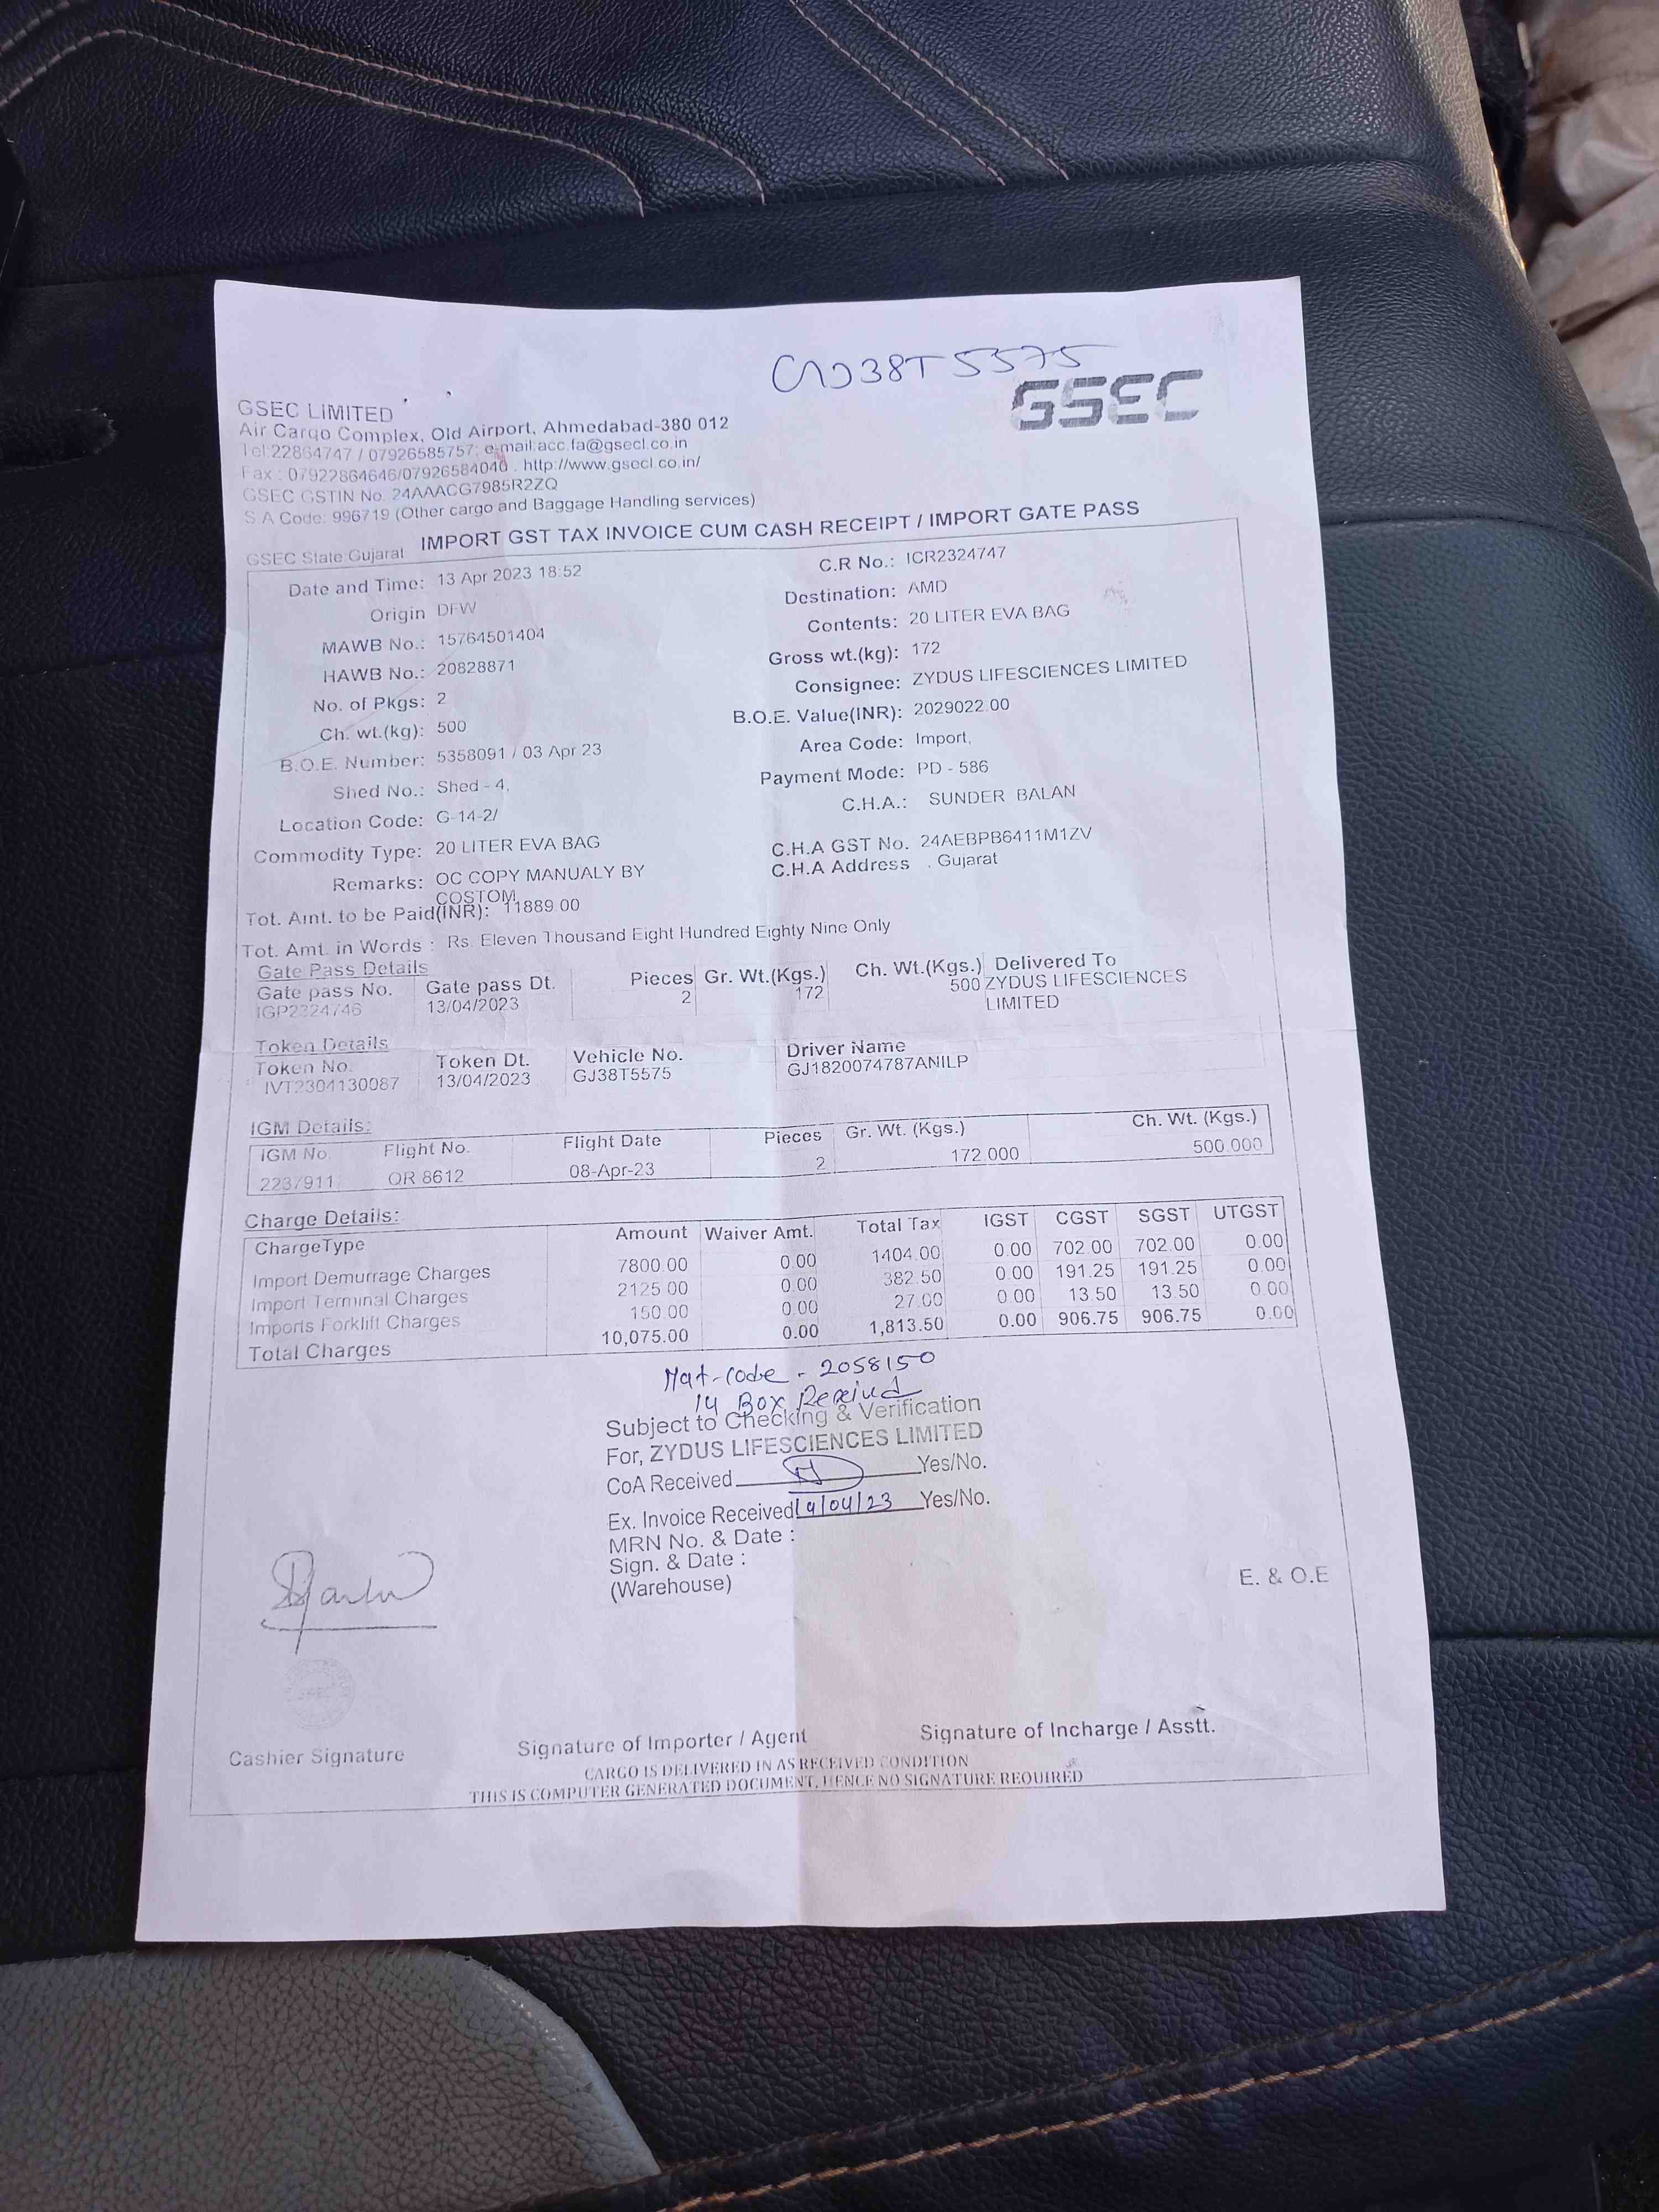 GJ38T5575
GSEC
GSEC LIMITED
Air Cargo Complex, Old Airport, Ahmedabad-380 012
Tel:22864747 / 07926585757; e-mail:acc.fa@gsecl.co.in
Fax : 07922864646/07926584040 . http://www.gsecl.co.in/
GSEC GSTIN No. 24AAACG7985R2ZQ
S A Code: 996719 (Other cargo and Baggage Handling services)
GSEC State:Gujarat IMPORT GST TAX INVOICE CUM CASH RECEIPT / IMPORT GATE PASS
Date and Time: 13 Apr 2023 18:52 C.R No.: ICR2324747
Origin DFW Destination: AMD
MAWB No.: 15764501404 Contents: 20 LITER EVA BAG
HAWB No.: 20828871 Gross wt.(kg): 172
No. of Pkgs: 2 Consignee: ZYDUS LIFESCIENCES LIMITED
Ch. wt.(kg): 500 B.O.E. Value(INR): 2029022.00
B.O.E. Number: 5358091 / 03 Apr 23 Area Code: Import,
Shed No.: Shed - 4, Payment Mode: PD - 586
Location Code: G-14-2/ C.H.A.: SUNDER BALAN
Commodity Type: 20 LITER EVA BAG C.H.A GST No. 24AEBPB6411M1ZV
Remarks: OC COPY MANUALY BY C.H.A Address . Gujarat
COSTOM
Tot. Amt. to be Paid(INR): 11889.00
Tot. Amt. in Words : Rs. Eleven Thousand Eight Hundred Eighty Nine Only
Gate Pass Details
Gate pass No. Gate pass Dt. Pieces Gr. Wt.(Kgs.) Ch. Wt.(Kgs.) Delivered To
IGP2324746 13/04/2023 2 172 500 ZYDUS LIFESCIENCES
LIMITED
Token Details
Token No. Token Dt. Vehicle No. Driver Name
IVT2304130087 13/04/2023 GJ38T5575 GJ1820074787ANILP
IGM Details:
IGM No. Flight No. Flight Date Pieces Gr. Wt. (Kgs.) Ch. Wt. (Kgs.)
2237911 QR 8612 08-Apr-23 2 172.000 500.000
Charge Details:
ChargeType Amount Waiver Amt. Total Tax IGST CGST SGST UTGST
Import Demurrage Charges 7800.00 0.00 1404.00 0.00 702.00 702.00 0.00
Import Terminal Charges 2125.00 0.00 382.50 0.00 191.25 191.25 0.00
Imports Forklift Charges 150.00 0.00 27.00 0.00 13.50 13.50 0.00
Total Charges 10,075.00 0.00 1,813.50 0.00 906.75 906.75 0.00
Mat-code - 2058150
14 Box Received
Subject to Checking & Verification
For, ZYDUS LIFESCIENCES LIMITED
CoA Received Yes/No.
Ex. Invoice Received 19/04/23 Yes/No.
MRN No. & Date :
Sign. & Date :
(Warehouse)
E. & O.E
Cashier Signature Signature of Importer / Agent Signature of Incharge / Asstt.
CARGO IS DELIVERED IN AS RECEIVED CONDITION
THIS IS COMPUTER GENERATED DOCUMENT, HENCE NO SIGNATURE REQUIRED